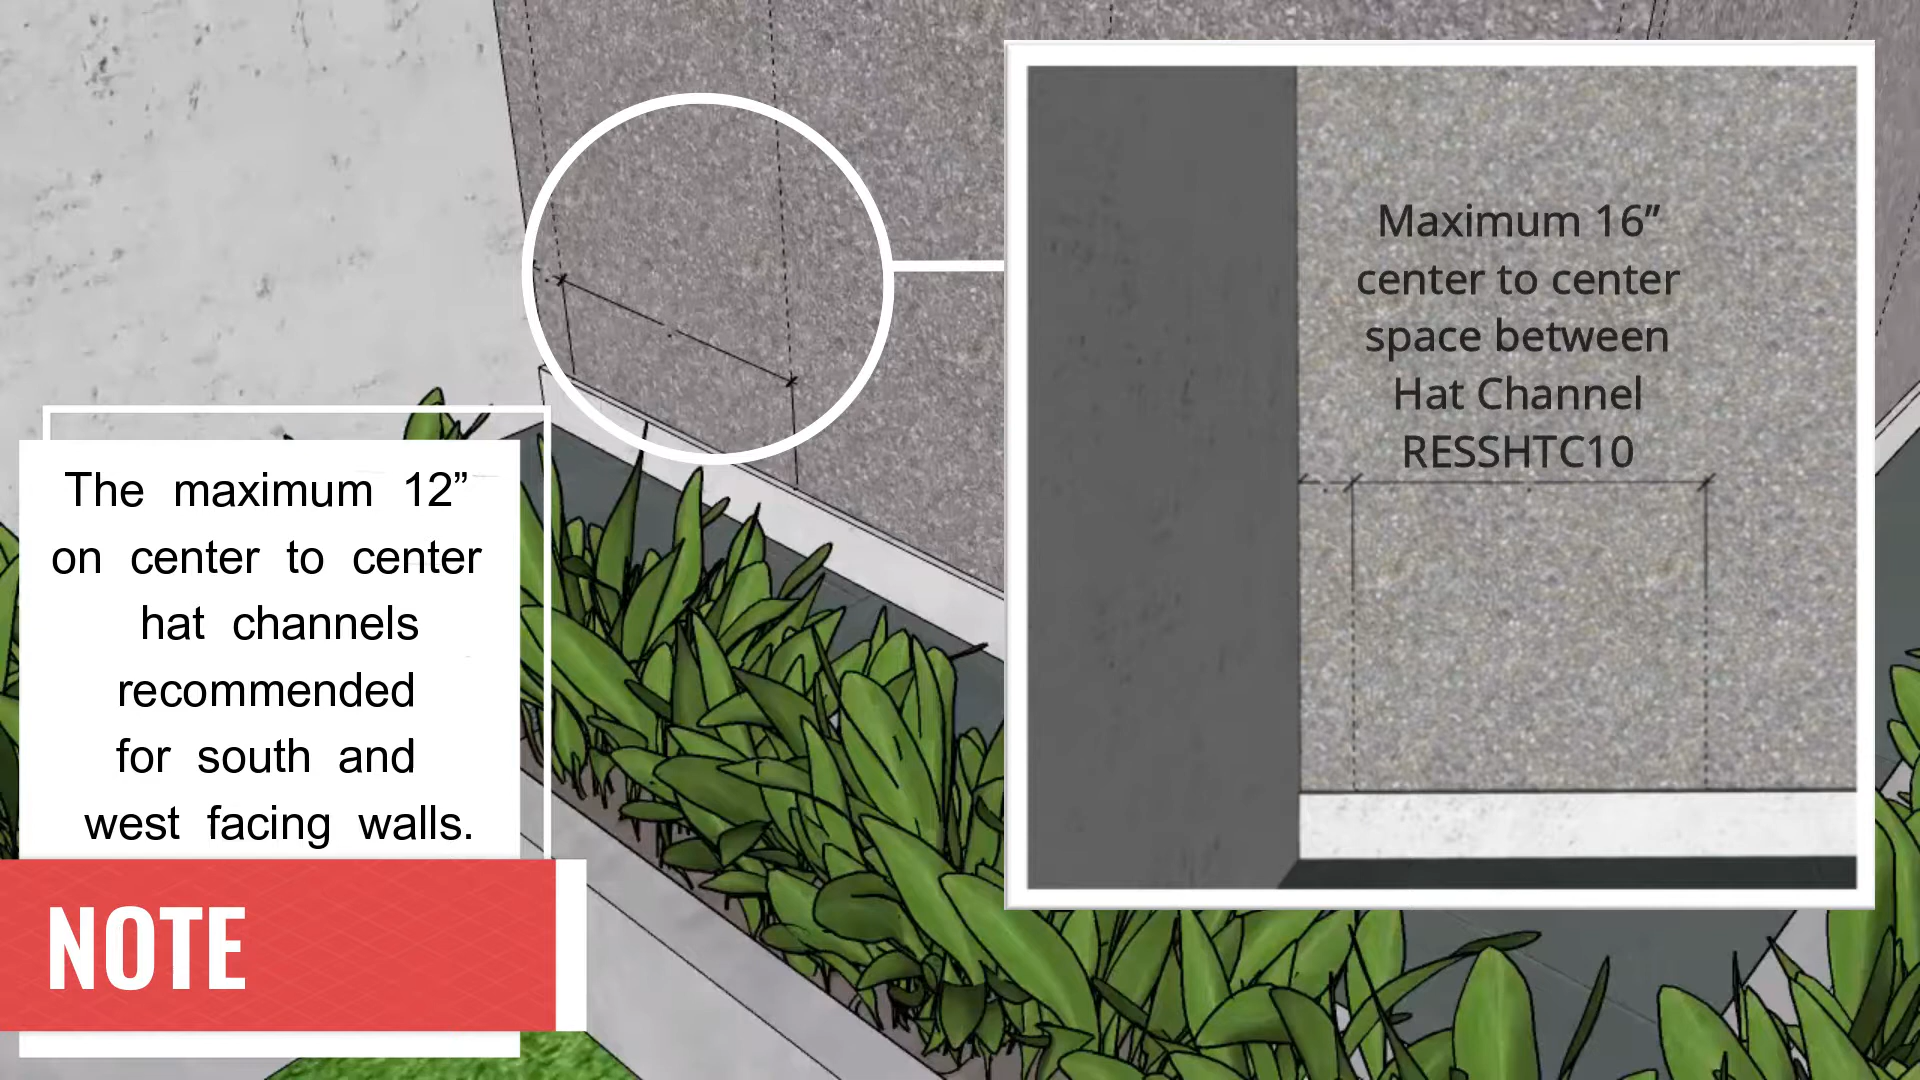 Maximum 16”
center to center
space between
Hat Channel
RESSHTC10
The maximum 12”
on center to center
hat channels
recommended
for south and
west facing walls.
NOTE